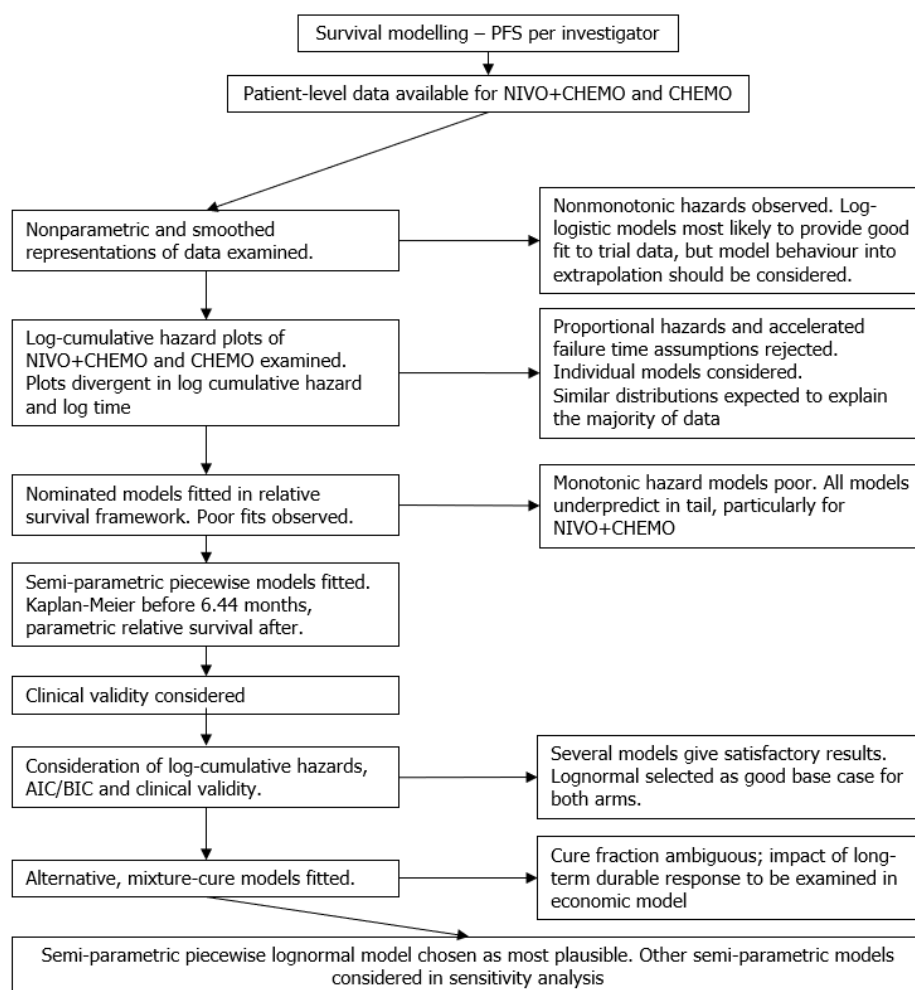 Survival modelling – PFS per investigator
Patient-level data available for NIVO+CHEMO and CHEMO
Nonparametric and smoothed
representations of data examined.
Nonmonotonic hazards observed. Log-
logistic models most likely to provide good
fit to trial data, but model behaviour into
extrapolation should be considered.
Log-cumulative hazard plots of
NIVO+CHEMO and CHEMO examined.
Plots divergent in log cumulative hazard
and log time
Proportional hazards and accelerated
failure time assumptions rejected.
Individual models considered.
Similar distributions expected to explain
the majority of data
Nominated models fitted in relative
survival framework. Poor fits observed.
Monotonic hazard models poor. All models
underpredict in tail, particularly for
NIVO+CHEMO
Semi-parametric piecewise models fitted.
Kaplan-Meier before 6.44 months,
parametric relative survival after.
Clinical validity considered
Consideration of log-cumulative hazards,
AIC/BIC and clinical validity.
Several models give satisfactory results.
Lognormal selected as good base case for
both arms.
Alternative, mixture-cure models fitted.
Cure fraction ambiguous; impact of long-
term durable response to be examined in
economic model
Semi-parametric piecewise lognormal model chosen as most plausible. Other semi-parametric models
considered in sensitivity analysis